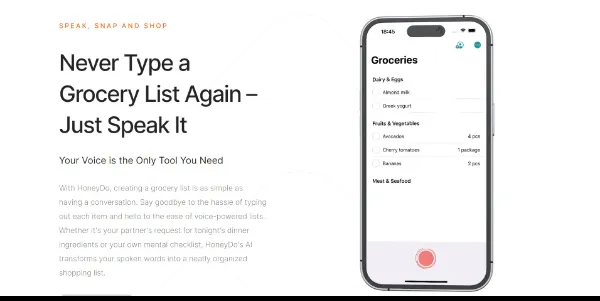 SPEAK, SNAP AND SHOP
Never Type a
Grocery List Again –
Just Speak It
Your Voice is the Only Tool You Need
With HoneyDo, creating a grocery list is as simple as
having a conversation. Say goodbye to the hassle of typing
out each item and hello to the ease of voice-powered lists.
Whether it's your partner's request for tonight's dinner
ingredients or your own mental checklist, HoneyDo's AI
transforms your spoken words into a neatly organized
shopping list.
18:45
Groceries
Dairy & Eggs
Almond milk
Greek yogurt
Fruits & Vegetables
Avocados 4 pcs
Cherry tomatoes 1 package
Bananas 2 pcs
Meat & Seafood